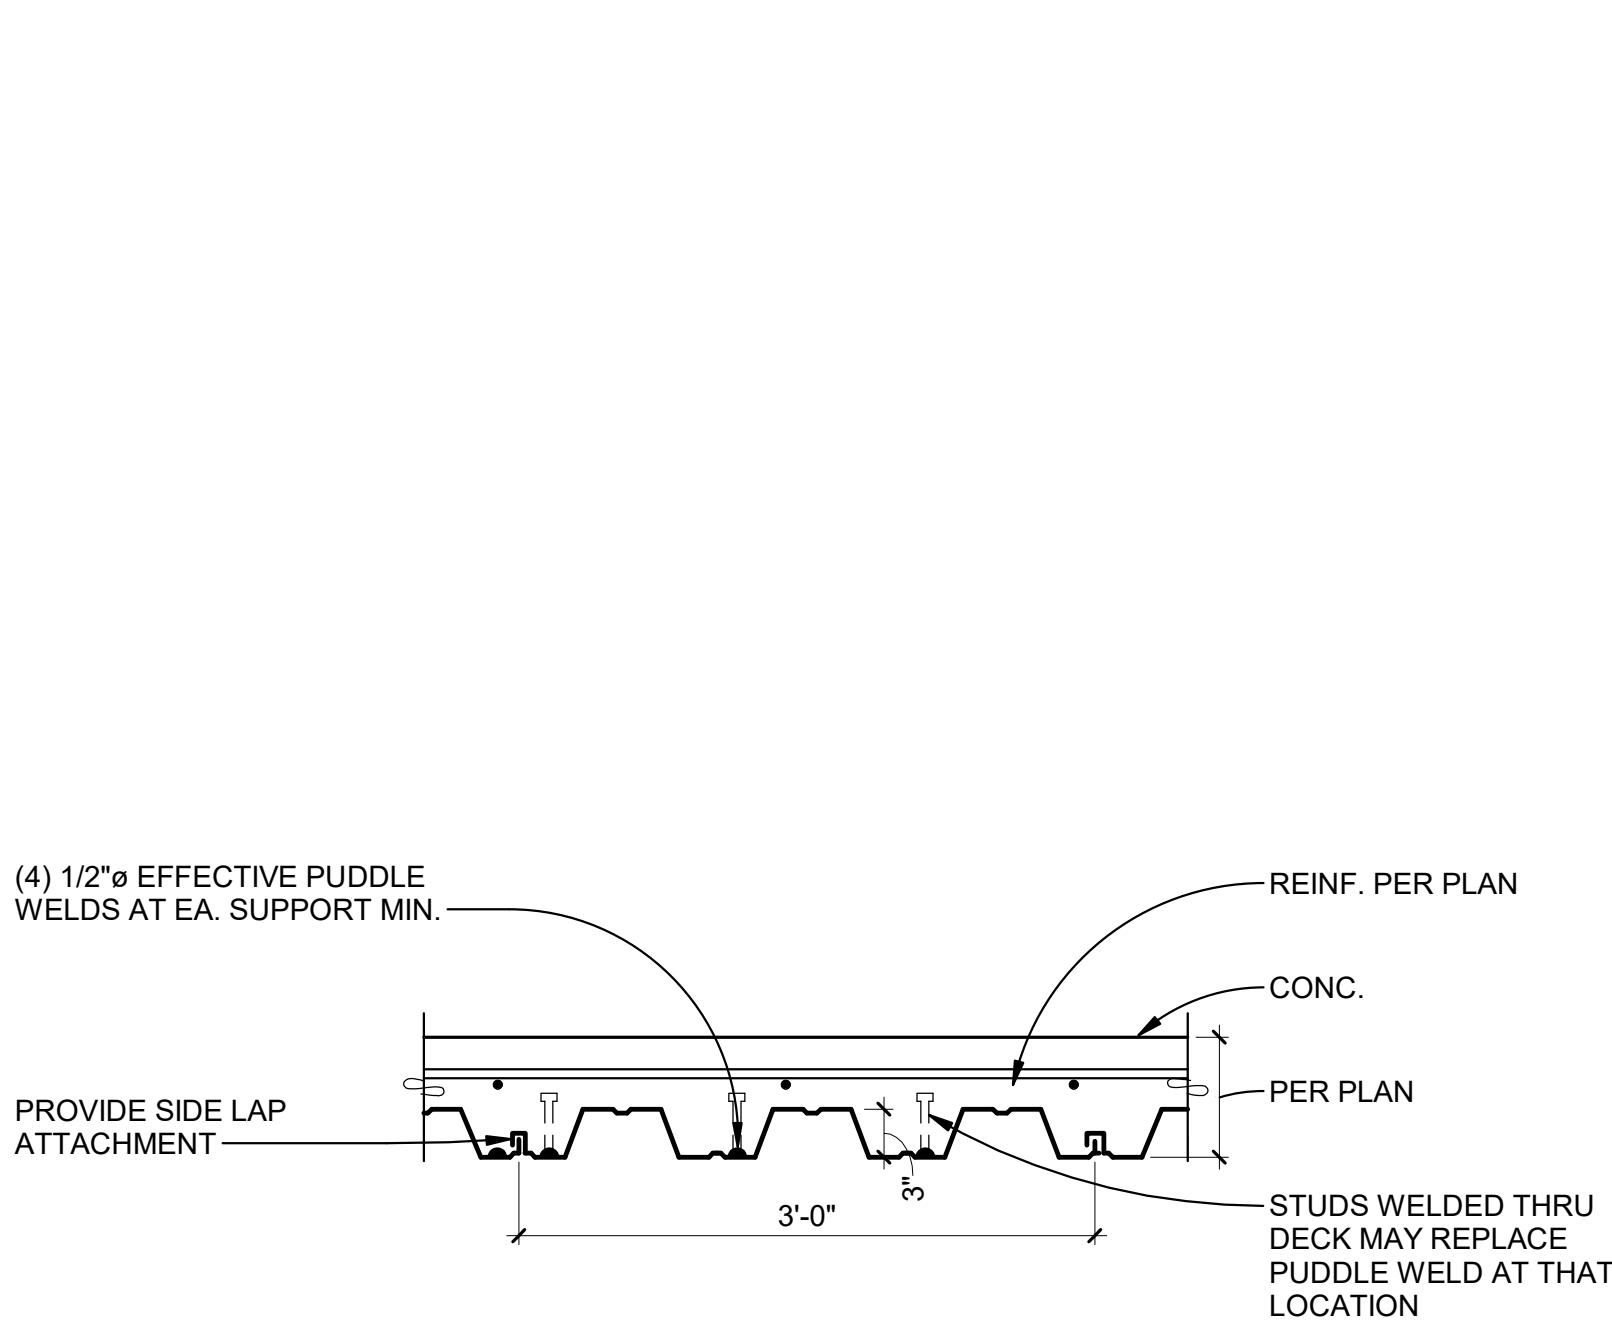 (4) 1/2"ø EFFECTIVE PUDDLE
WELDS AT EA. SUPPORT MIN.
REINF. PER PLAN
CONC.
PER PLAN
PROVIDE SIDE LAP
ATTACHMENT
3"
3'-0"
STUDS WELDED THRU
DECK MAY REPLACE
PUDDLE WELD AT THAT
LOCATION